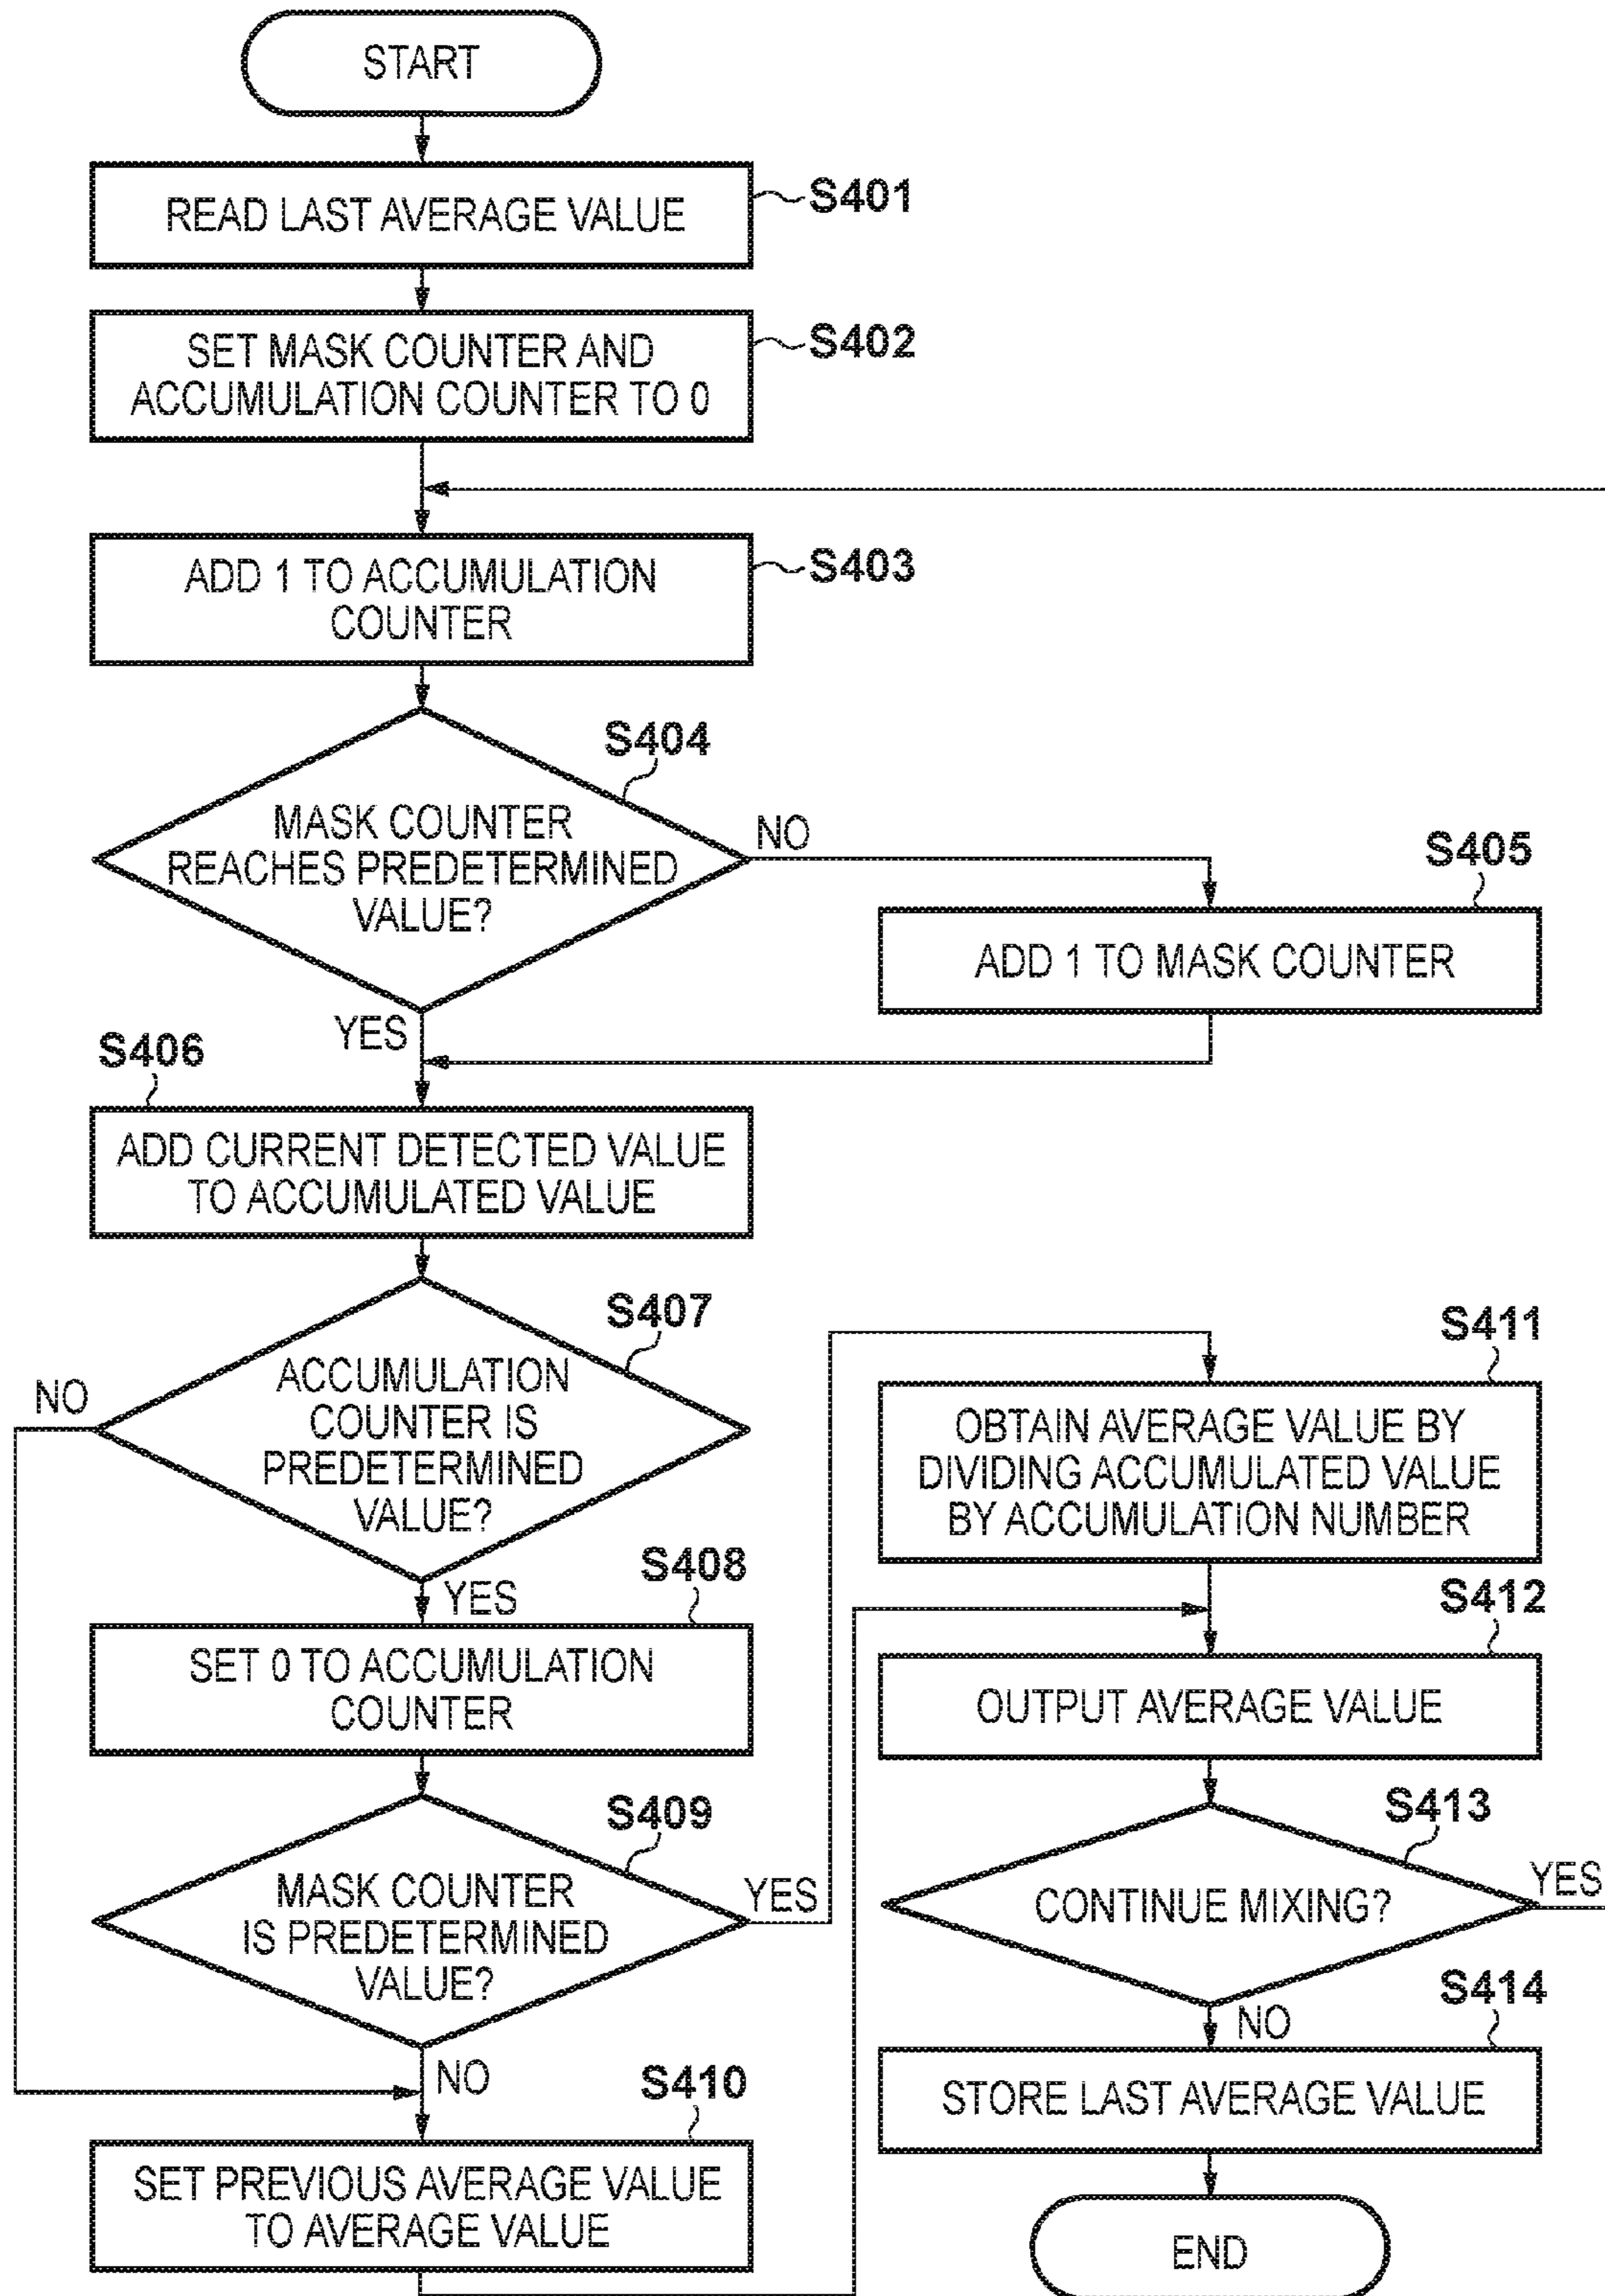 START
READ LAST AVERAGE VALUE
S401
SET MASK COUNTER AND
ACCUMULATION COUNTER TO 0
S402
ADD 1 TO ACCUMULATION
COUNTER
S403
S404
MASK COUNTER
REACHES PREDETERMINED
VALUE?
NO
YES
S405
ADD 1 TO MASK COUNTER
S406
ADD CURRENT DETECTED VALUE
TO ACCUMULATED VALUE
S407
ACCUMULATION
COUNTER IS
PREDETERMINED
VALUE?
NO
YES
S408
SET 0 TO ACCUMULATION
COUNTER
S409
MASK COUNTER
IS PREDETERMINED
VALUE?
YES
NO
S410
SET PREVIOUS AVERAGE VALUE
TO AVERAGE VALUE
S411
OBTAIN AVERAGE VALUE BY
DIVIDING ACCUMULATED VALUE
BY ACCUMULATION NUMBER
S412
OUTPUT AVERAGE VALUE
S413
CONTINUE MIXING?
YES
NO
S414
STORE LAST AVERAGE VALUE
END